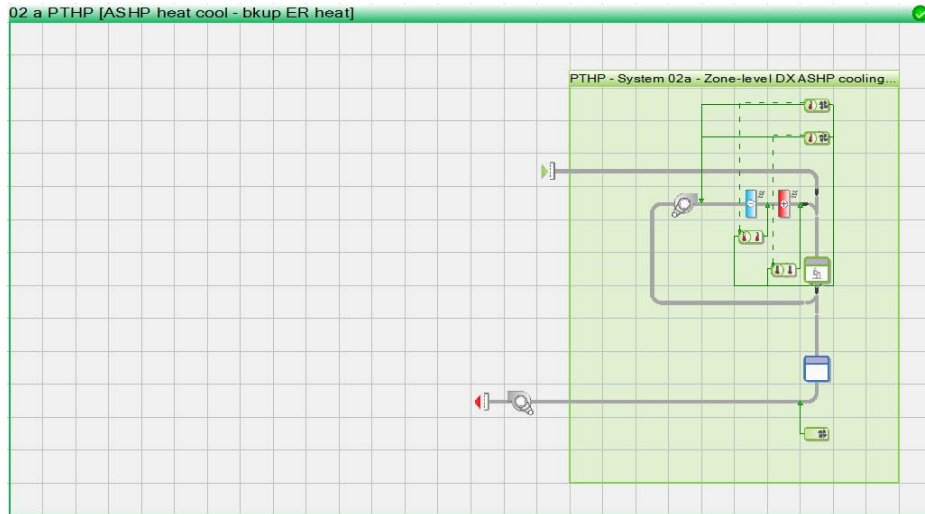 02 a PTHP [ASHP heat cool - bkup ER heat]
PTHP - System 02a - Zone-level DX ASHP cooling...